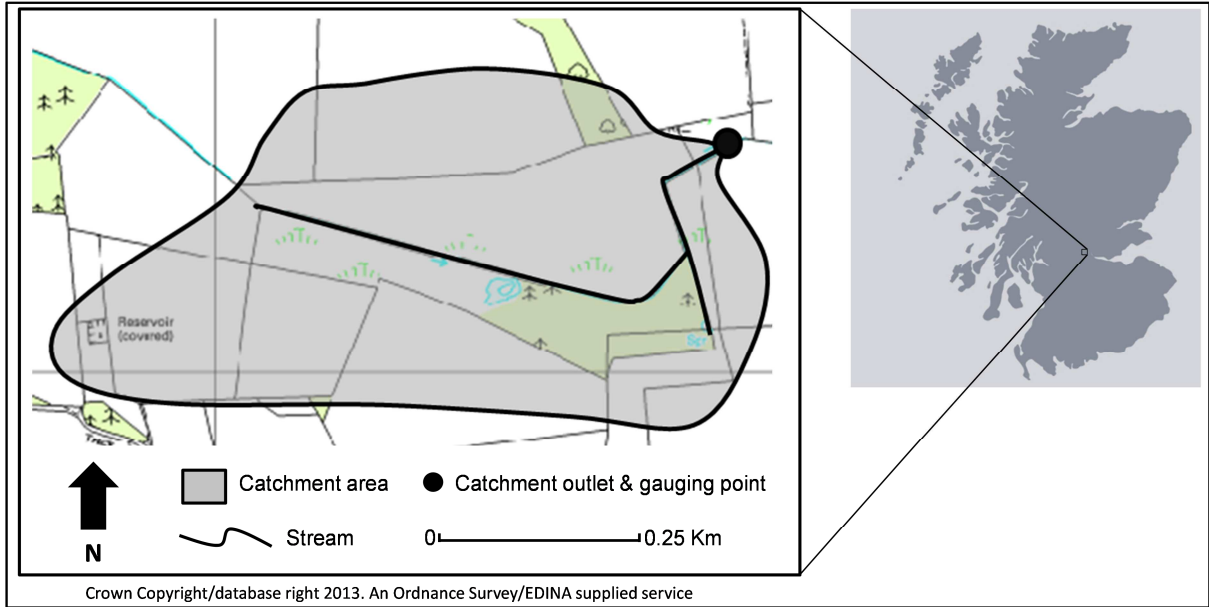 Reservoir
(covered)
Spr
Catchment area
Catchment outlet & gauging point
N
Stream
0
0.25 Km
Crown Copyright/database right 2013. An Ordnance Survey/EDINA supplied service